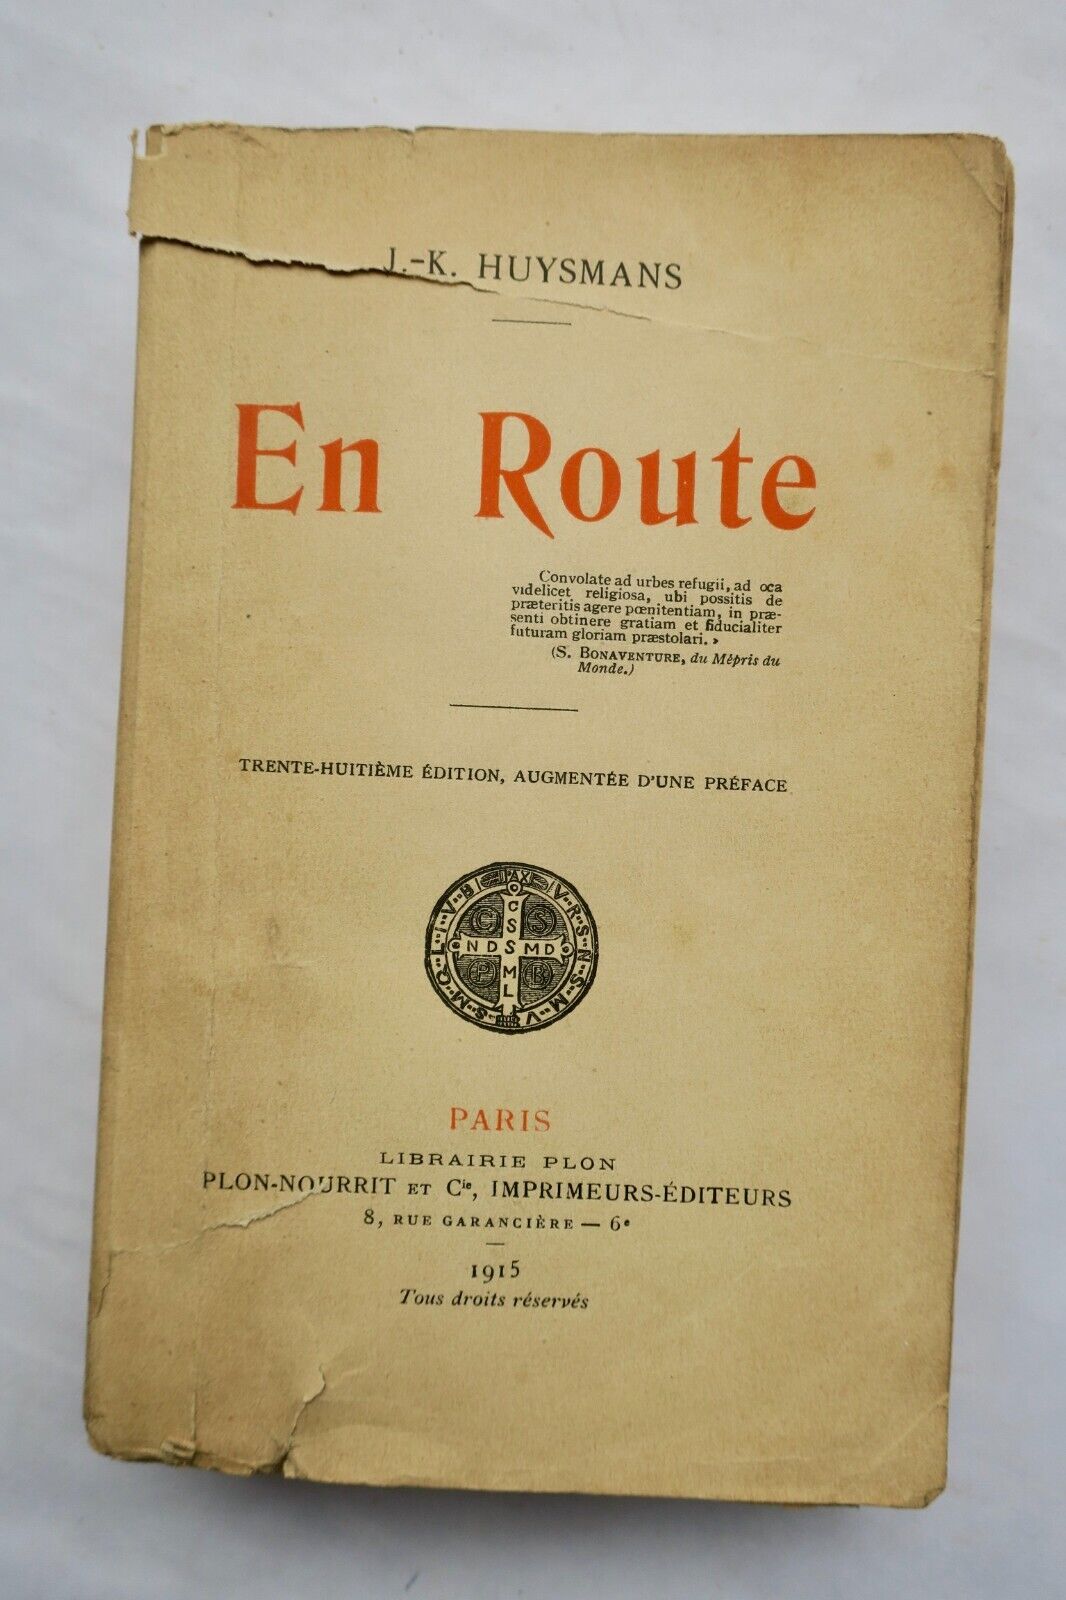 J.-K. HUYSMANS
En Route
Convolate ad urbes refugii, ad oca
videlicet religiosa, ubi possitis de
præteritis agere pœnitentiam, in præ-
senti obtinere gratiam et fiducialiter
futuram gloriam præstolari. »
(S. BONAVENTURE, du Mépris du
Monde.)
TRENTE-HUITIÈME ÉDITION, AUGMENTÉE D'UNE PRÉFACE
PAX
V·R·S·N·S·M·V
S·M·Q·L·I·V·B
C S
P B
C S S M L
N D S M D
PARIS
LIBRAIRIE PLON
PLON-NOURRIT ET Cie, IMPRIMEURS-ÉDITEURS
8, RUE GARANCIÈRE — 6e
1915
Tous droits réservés